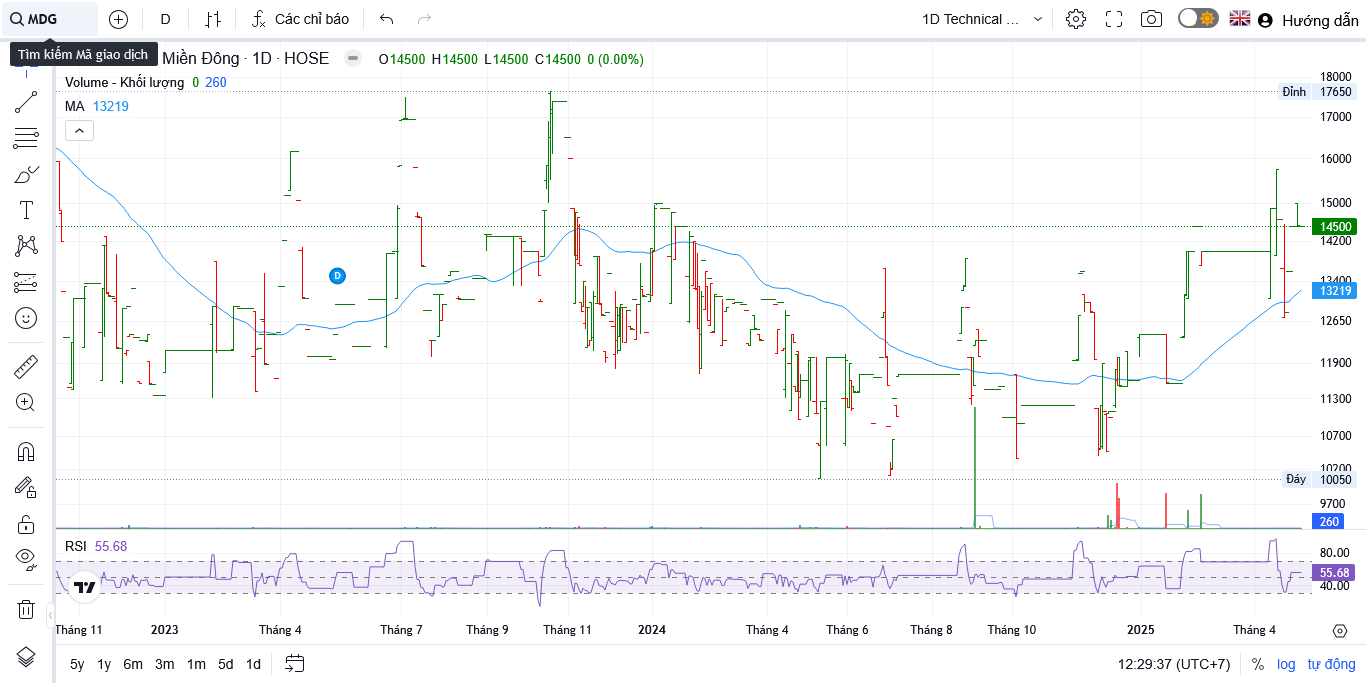 MDG
D
Các chỉ báo
1D Technical ...
Hướng dẫn
Tìm kiếm Mã giao dịch
Miền Đông · 1D · HOSE
O14500 H14500 L14500 C14500 0 (0.00%)
Volume - Khối lượng 0 260
MA 13219
D
18000
Đỉnh 17650
17000
16000
15000
14500
14200
13400
13219
12650
11900
11300
10700
10200
Đáy 10050
9700
260
RSI 55.68
80.00
55.68
40.00
Tháng 11 2023 Tháng 4 Tháng 7 Tháng 9 Tháng 11 2024 Tháng 4 Tháng 6 Tháng 8 Tháng 10 2025 Tháng 4
5y 1y 6m 3m 1m 5d 1d
12:29:37 (UTC+7) % log tự động